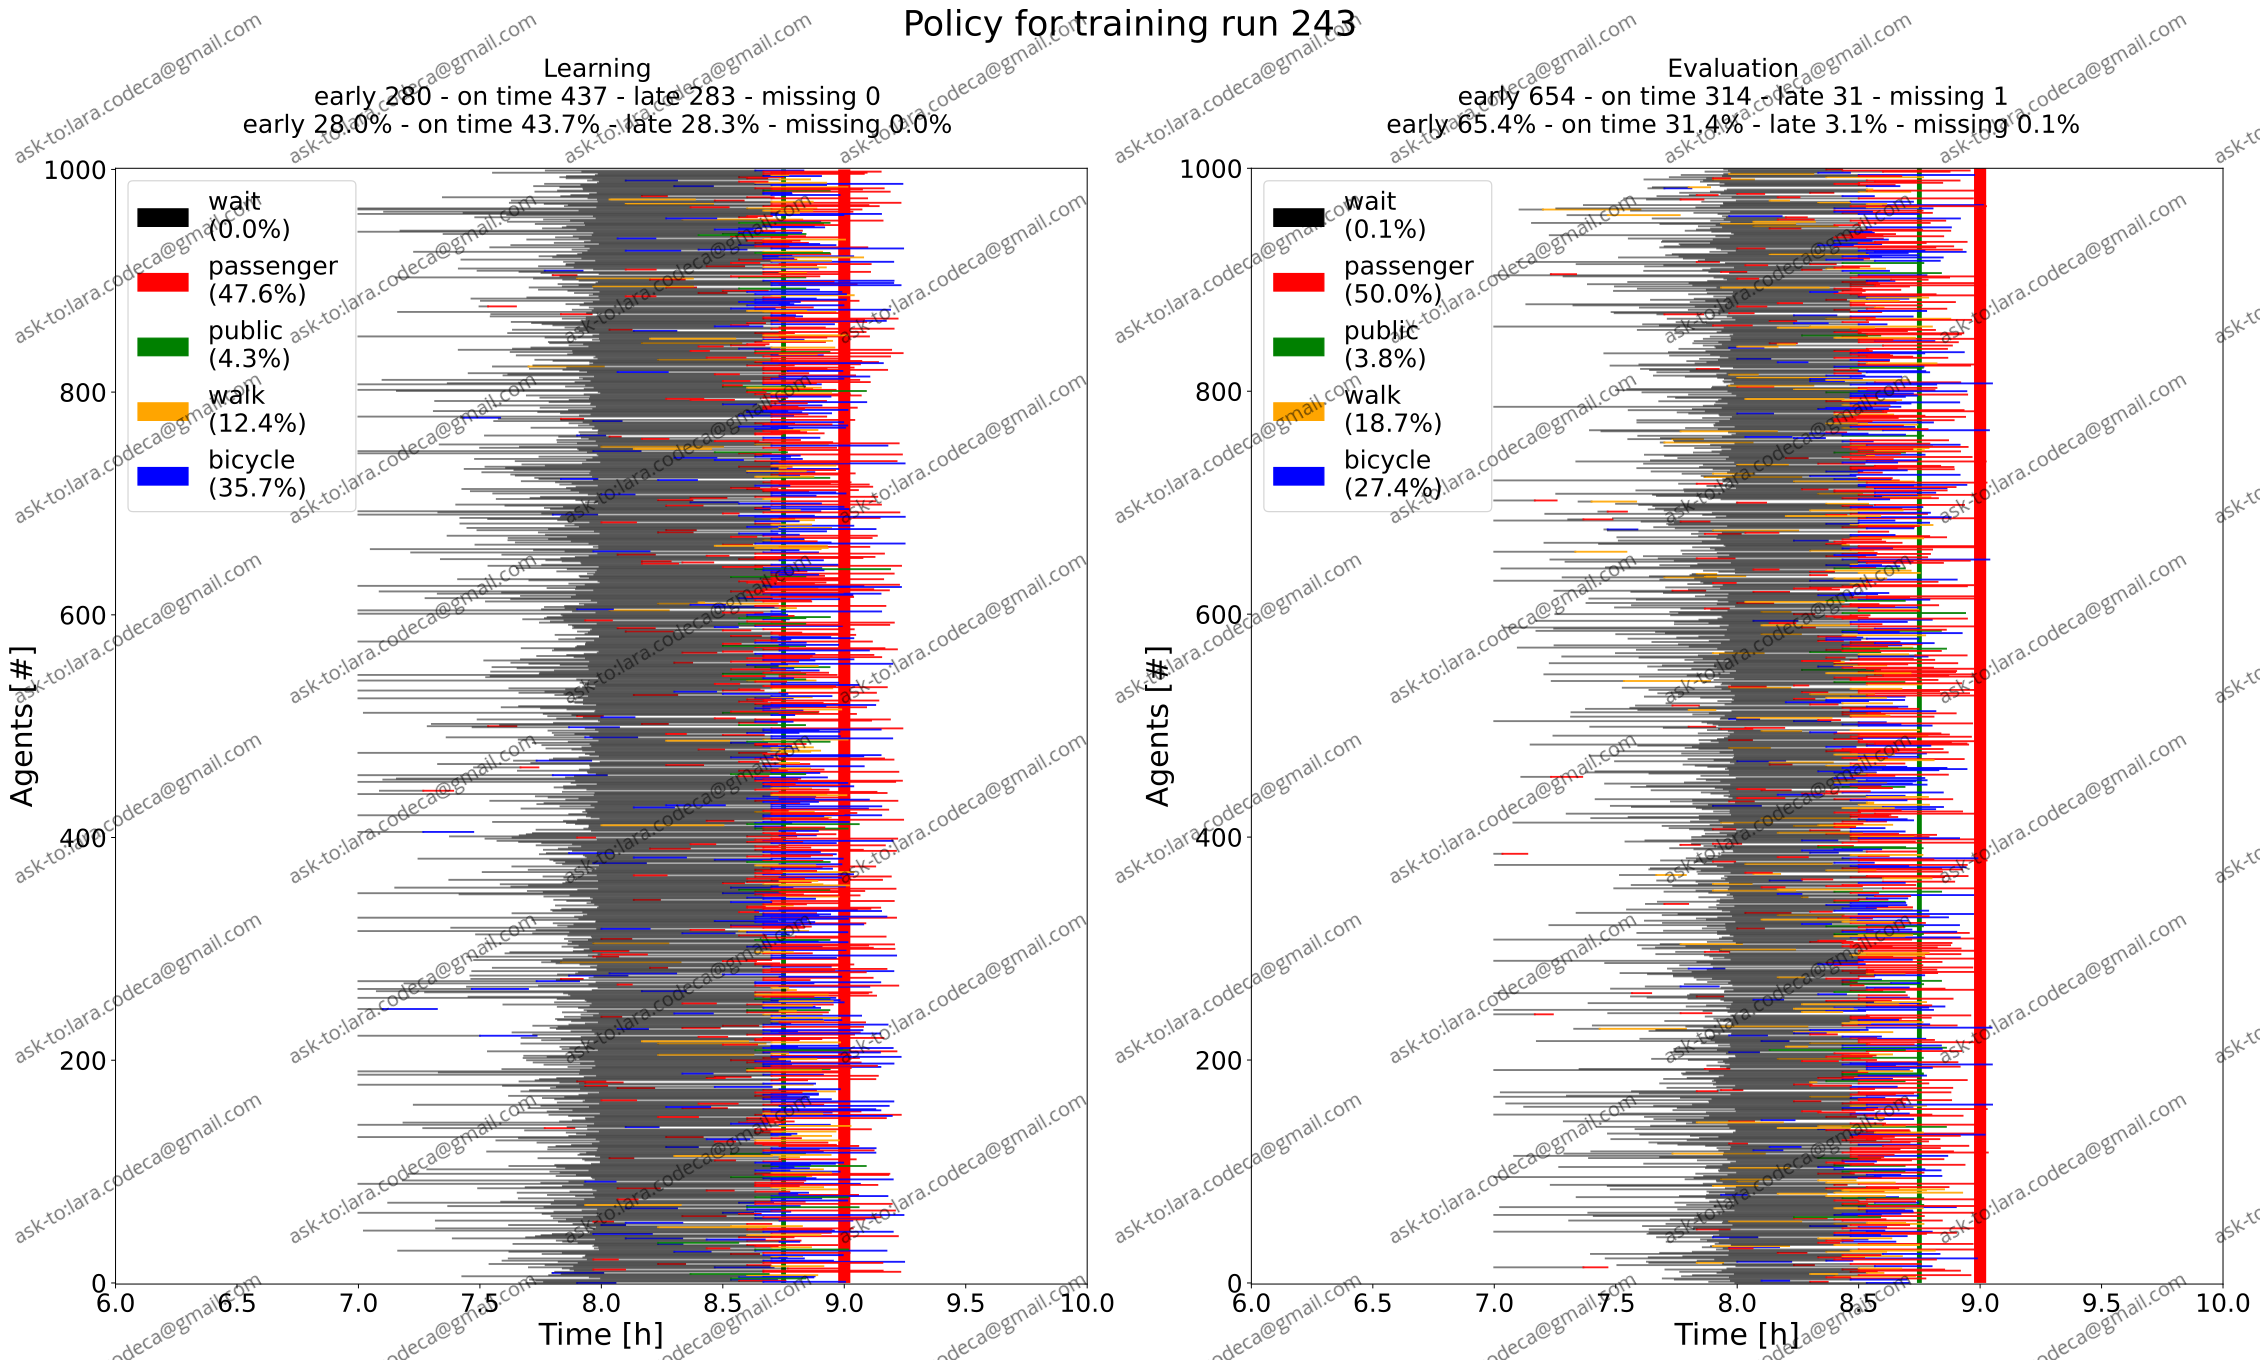 Policy for training run 243
Learning
early 280 - on time 437 - late 283 - missing 0
early 28.0% - on time 43.7% - late 28.3% - missing 0.0%
Evaluation
early 654 - on time 314 - late 31 - missing 1
early 65.4% - on time 31.4% - late 3.1% - missing 0.1%
wait
(0.0%)
passenger
(47.6%)
public
(4.3%)
walk
(12.4%)
bicycle
(35.7%)
1000
800
600
400
200
0
Agents [#]
6.0 6.5 7.0 7.5 8.0 8.5 9.0 9.5 10.0
Time [h]
wait
(0.1%)
passenger
(50.0%)
public
(3.8%)
walk
(18.7%)
bicycle
(27.4%)
1000
800
600
400
200
0
Agents [#]
6.0 6.5 7.0 7.5 8.0 8.5 9.0 9.5 10.0
Time [h]
ask-to:lara.codeca@gmail.com